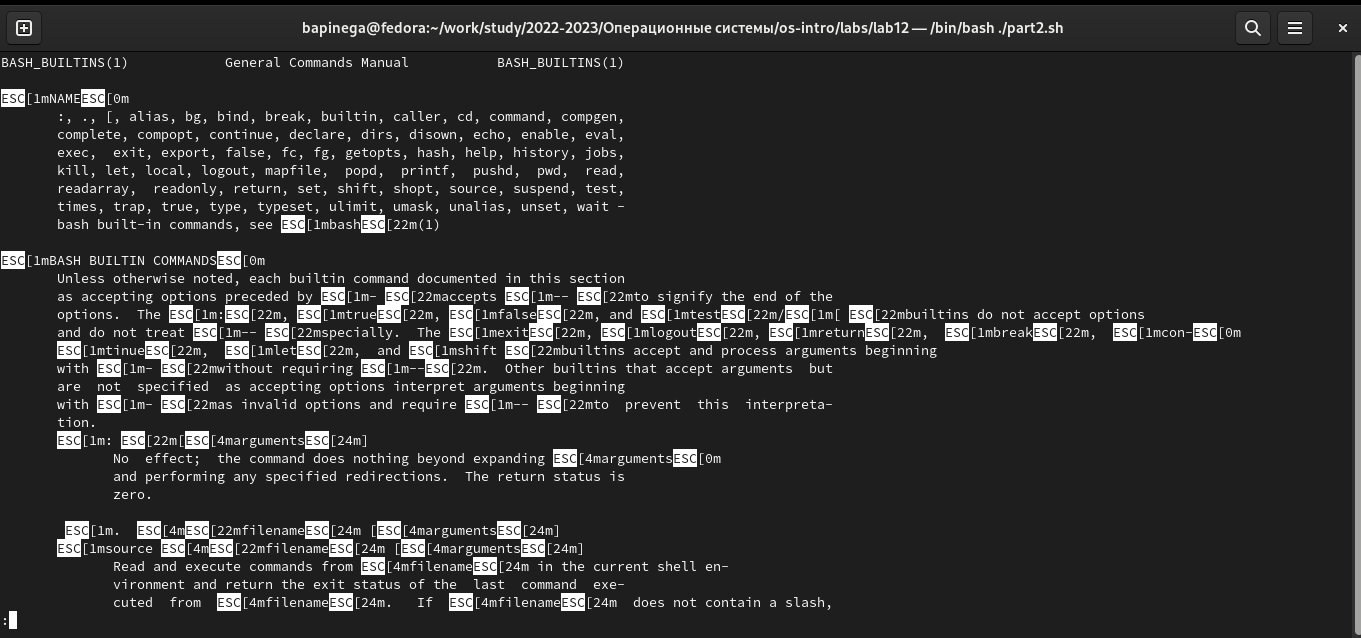 bapinega@fedora:~/work/study/2022-2023/Операционные системы/os-intro/labs/lab12 — /bin/bash ./part2.sh
BASH_BUILTINS(1)            General Commands Manual           BASH_BUILTINS(1)
ESC[1mNAMEESC[0m
       :, ., [, alias, bg, bind, break, builtin, caller, cd, command, compgen,
       complete, compopt, continue, declare, dirs, disown, echo, enable, eval,
       exec,  exit, export, false, fc, fg, getopts, hash, help, history, jobs,
       kill, let, local, logout, mapfile,  popd,  printf,  pushd,  pwd,  read,
       readarray,  readonly, return, set, shift, shopt, source, suspend, test,
       times, trap, true, type, typeset, ulimit, umask, unalias, unset, wait -
       bash built-in commands, see ESC[1mbashESC[22m(1)
ESC[1mBASH BUILTIN COMMANDSESC[0m
       Unless otherwise noted, each builtin command documented in this section
       as accepting options preceded by ESC[1m- ESC[22maccepts ESC[1m-- ESC[22mto signify the end of the
       options.  The ESC[1m:ESC[22m, ESC[1mtrueESC[22m, ESC[1mfalseESC[22m, and ESC[1mtestESC[22m/ESC[1m[ ESC[22mbuiltins do not accept options
       and do not treat ESC[1m-- ESC[22mspecially.  The ESC[1mexitESC[22m, ESC[1mlogoutESC[22m, ESC[1mreturnESC[22m,  ESC[1mbreakESC[22m,  ESC[1mcon-ESC[0m
       ESC[1mtinueESC[22m,  ESC[1mletESC[22m,  and ESC[1mshift ESC[22mbuiltins accept and process arguments beginning
       with ESC[1m- ESC[22mwithout requiring ESC[1m--ESC[22m.  Other builtins that accept arguments  but
       are  not  specified  as accepting options interpret arguments beginning
       with ESC[1m- ESC[22mas invalid options and require ESC[1m-- ESC[22mto  prevent  this  interpreta-
       tion.
       ESC[1m: ESC[22m[ESC[4margumentsESC[24m]
              No  effect;  the command does nothing beyond expanding ESC[4margumentsESC[0m
              and performing any specified redirections.  The return status is
              zero.
        ESC[1m.  ESC[4mESC[22mfilenameESC[24m [ESC[4margumentsESC[24m]
       ESC[1msource ESC[4mESC[22mfilenameESC[24m [ESC[4margumentsESC[24m]
              Read and execute commands from ESC[4mfilenameESC[24m in the current shell en-
              vironment and return the exit status of the  last  command  exe-
              cuted  from  ESC[4mfilenameESC[24m.   If  ESC[4mfilenameESC[24m  does not contain a slash,
: